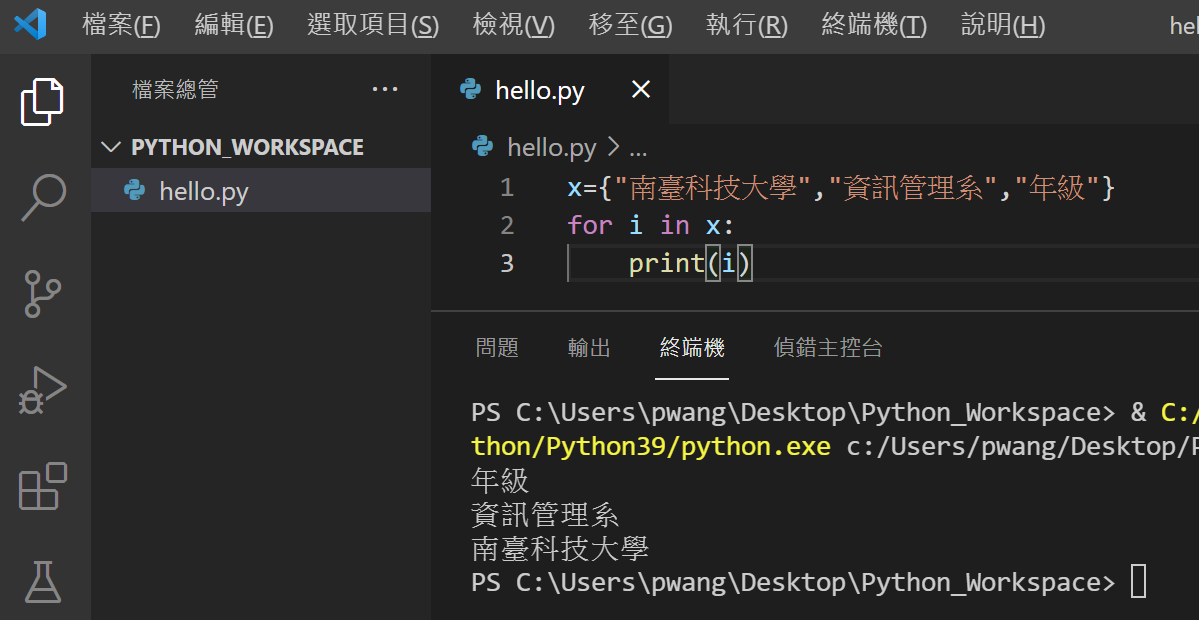 檔案(F) 編輯(E) 選取項目(S) 檢視(V) 移至(G) 執行(R) 終端機(T) 說明(H) hel
檔案總管 ...
hello.py
PYTHON_WORKSPACE
hello.py
hello.py > ...
1 x={"南臺科技大學","資訊管理系","年級"}
2 for i in x:
3     print(i)
問題 輸出 終端機 偵錯主控台
PS C:\Users\pwang\Desktop\Python_Workspace> & C:/
thon/Python39/python.exe c:/Users/pwang/Desktop/P
年級
資訊管理系
南臺科技大學
PS C:\Users\pwang\Desktop\Python_Workspace>